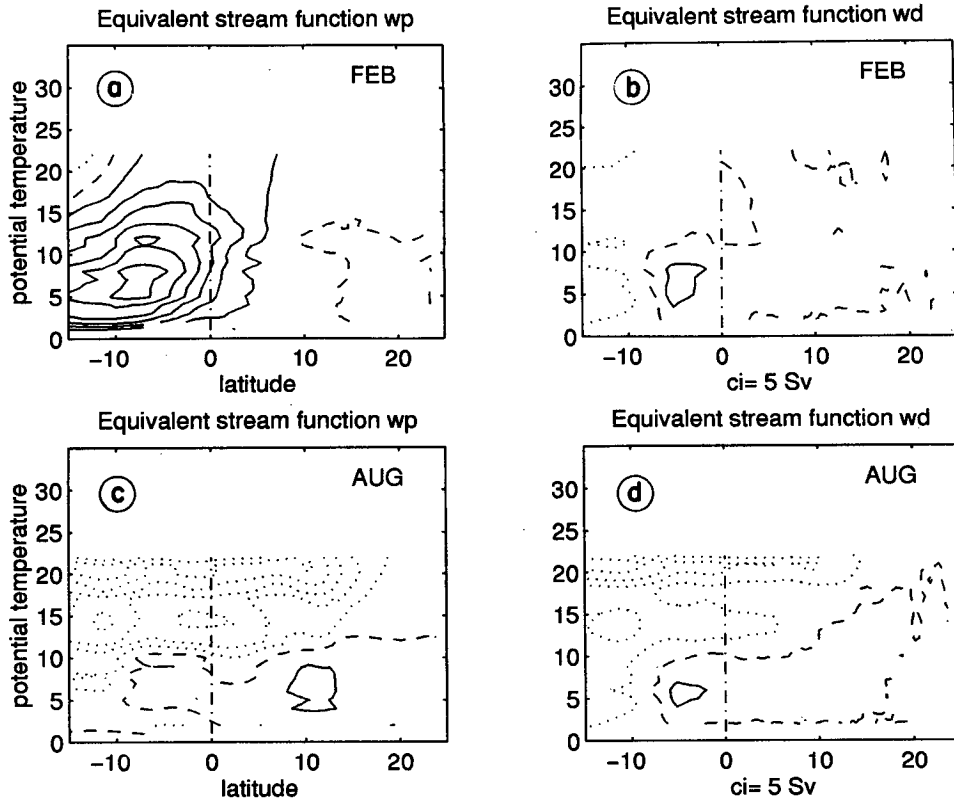 Equivalent stream function wp
Equivalent stream function wd
a
FEB
b
FEB
potential temperature
30
25
20
15
10
5
0
30
25
20
15
10
5
0
−10 0 10 20
−10 0 10 20
latitude
ci= 5 Sv
Equivalent stream function wp
Equivalent stream function wd
c
AUG
d
AUG
potential temperature
30
25
20
15
10
5
0
30
25
20
15
10
5
0
−10 0 10 20
−10 0 10 20
latitude
ci= 5 Sv